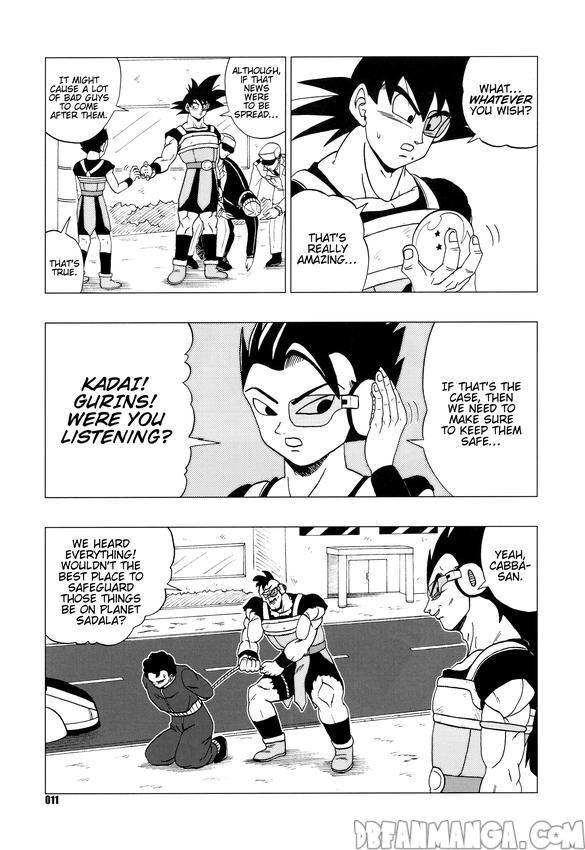 IT MIGHT
CAUSE A LOT
OF BAD GUYS
TO COME
AFTER THEM.
ALTHOUGH,
IF THAT
NEWS
WERE
TO BE
SPREAD...
THAT'S
TRUE.
WHAT...
WHATEVER
YOU WISH?
THAT'S
REALLY
AMAZING...
KADAI!
GURINS!
WERE YOU
LISTENING?
IF THAT'S THE
CASE, THEN
WE NEED TO
MAKE SURE
TO KEEP THEM
SAFE...
WE HEARD
EVERYTHING!
WOULDN'T THE
BEST PLACE TO
SAFEGUARD
THOSE THINGS
BE ON PLANET
SADALA?
YEAH,
CABBA-
SAN.
011
DBFANMANGA.COM